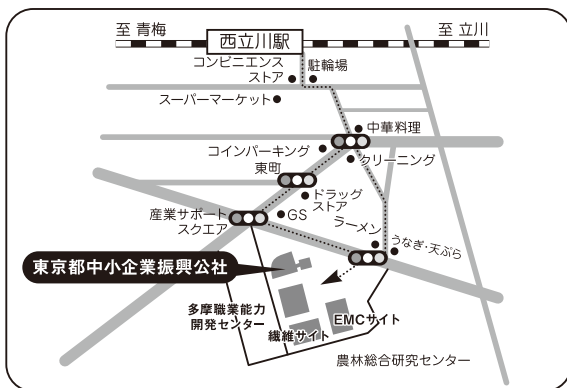 至 青梅
至 立川
西立川駅
コンビニエンス
ストア
駐輪場
スーパーマーケット
中華料理
コインパーキング
クリーニング
東町
ドラッグ
ストア
産業サポート
スクエア
GS
ラーメン
うなぎ・天ぷら
東京都中小企業振興公社
多摩職業能力
開発センター
繊維サイト
EMCサイト
農林総合研究センター